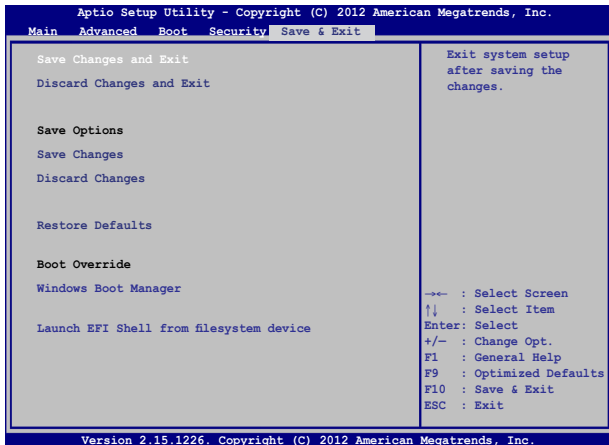 Aptio Setup Utility - Copyright (C) 2012 American Megatrends, Inc.
Main Advanced Boot Security Save & Exit
Save Changes and Exit
Discard Changes and Exit
Save Options
Save Changes
Discard Changes
Restore Defaults
Boot Override
Windows Boot Manager
Launch EFI Shell from filesystem device
Exit system setup
after saving the
changes.
→← : Select Screen
↑↓ : Select Item
Enter: Select
+/— : Change Opt.
F1 : General Help
F9 : Optimized Defaults
F10 : Save & Exit
ESC : Exit
Version 2.15.1226. Copyright (C) 2012 American Megatrends, Inc.